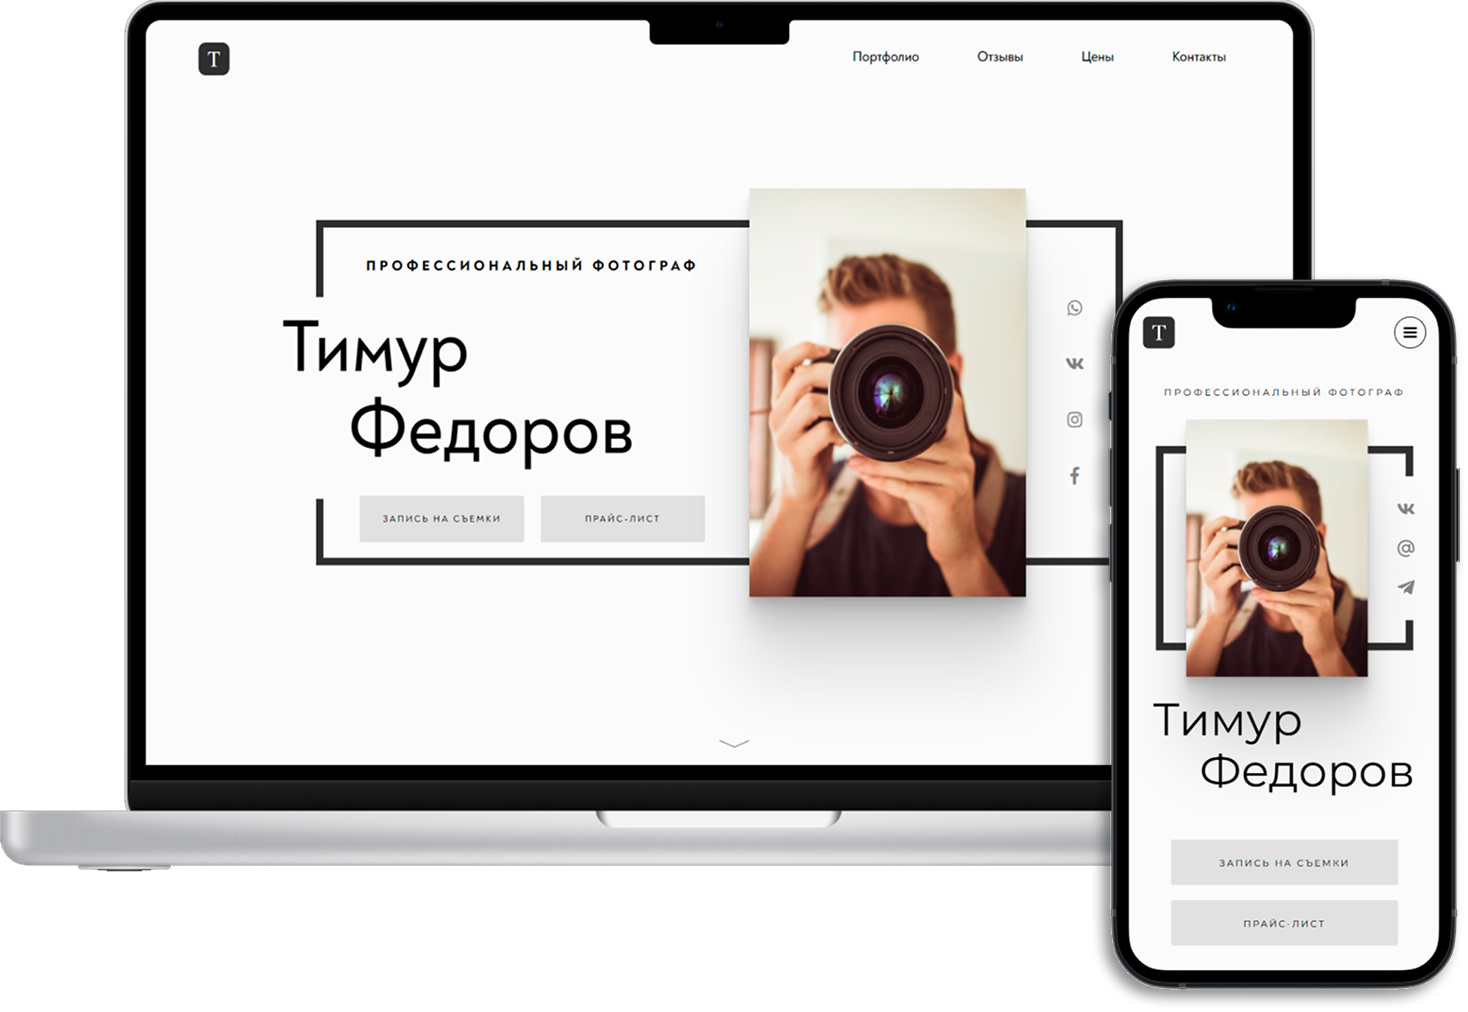 T
Портфолио Отзывы Цены Контакты
ПРОФЕССИОНАЛЬНЫЙ ФОТОГРАФ
Тимур
Федоров
ЗАПИСЬ НА СЪЕМКИ ПРАЙС-ЛИСТ
T
ПРОФЕССИОНАЛЬНЫЙ ФОТОГРАФ
Тимур
Федоров
ЗАПИСЬ НА СЪЕМКИ
ПРАЙС-ЛИСТ